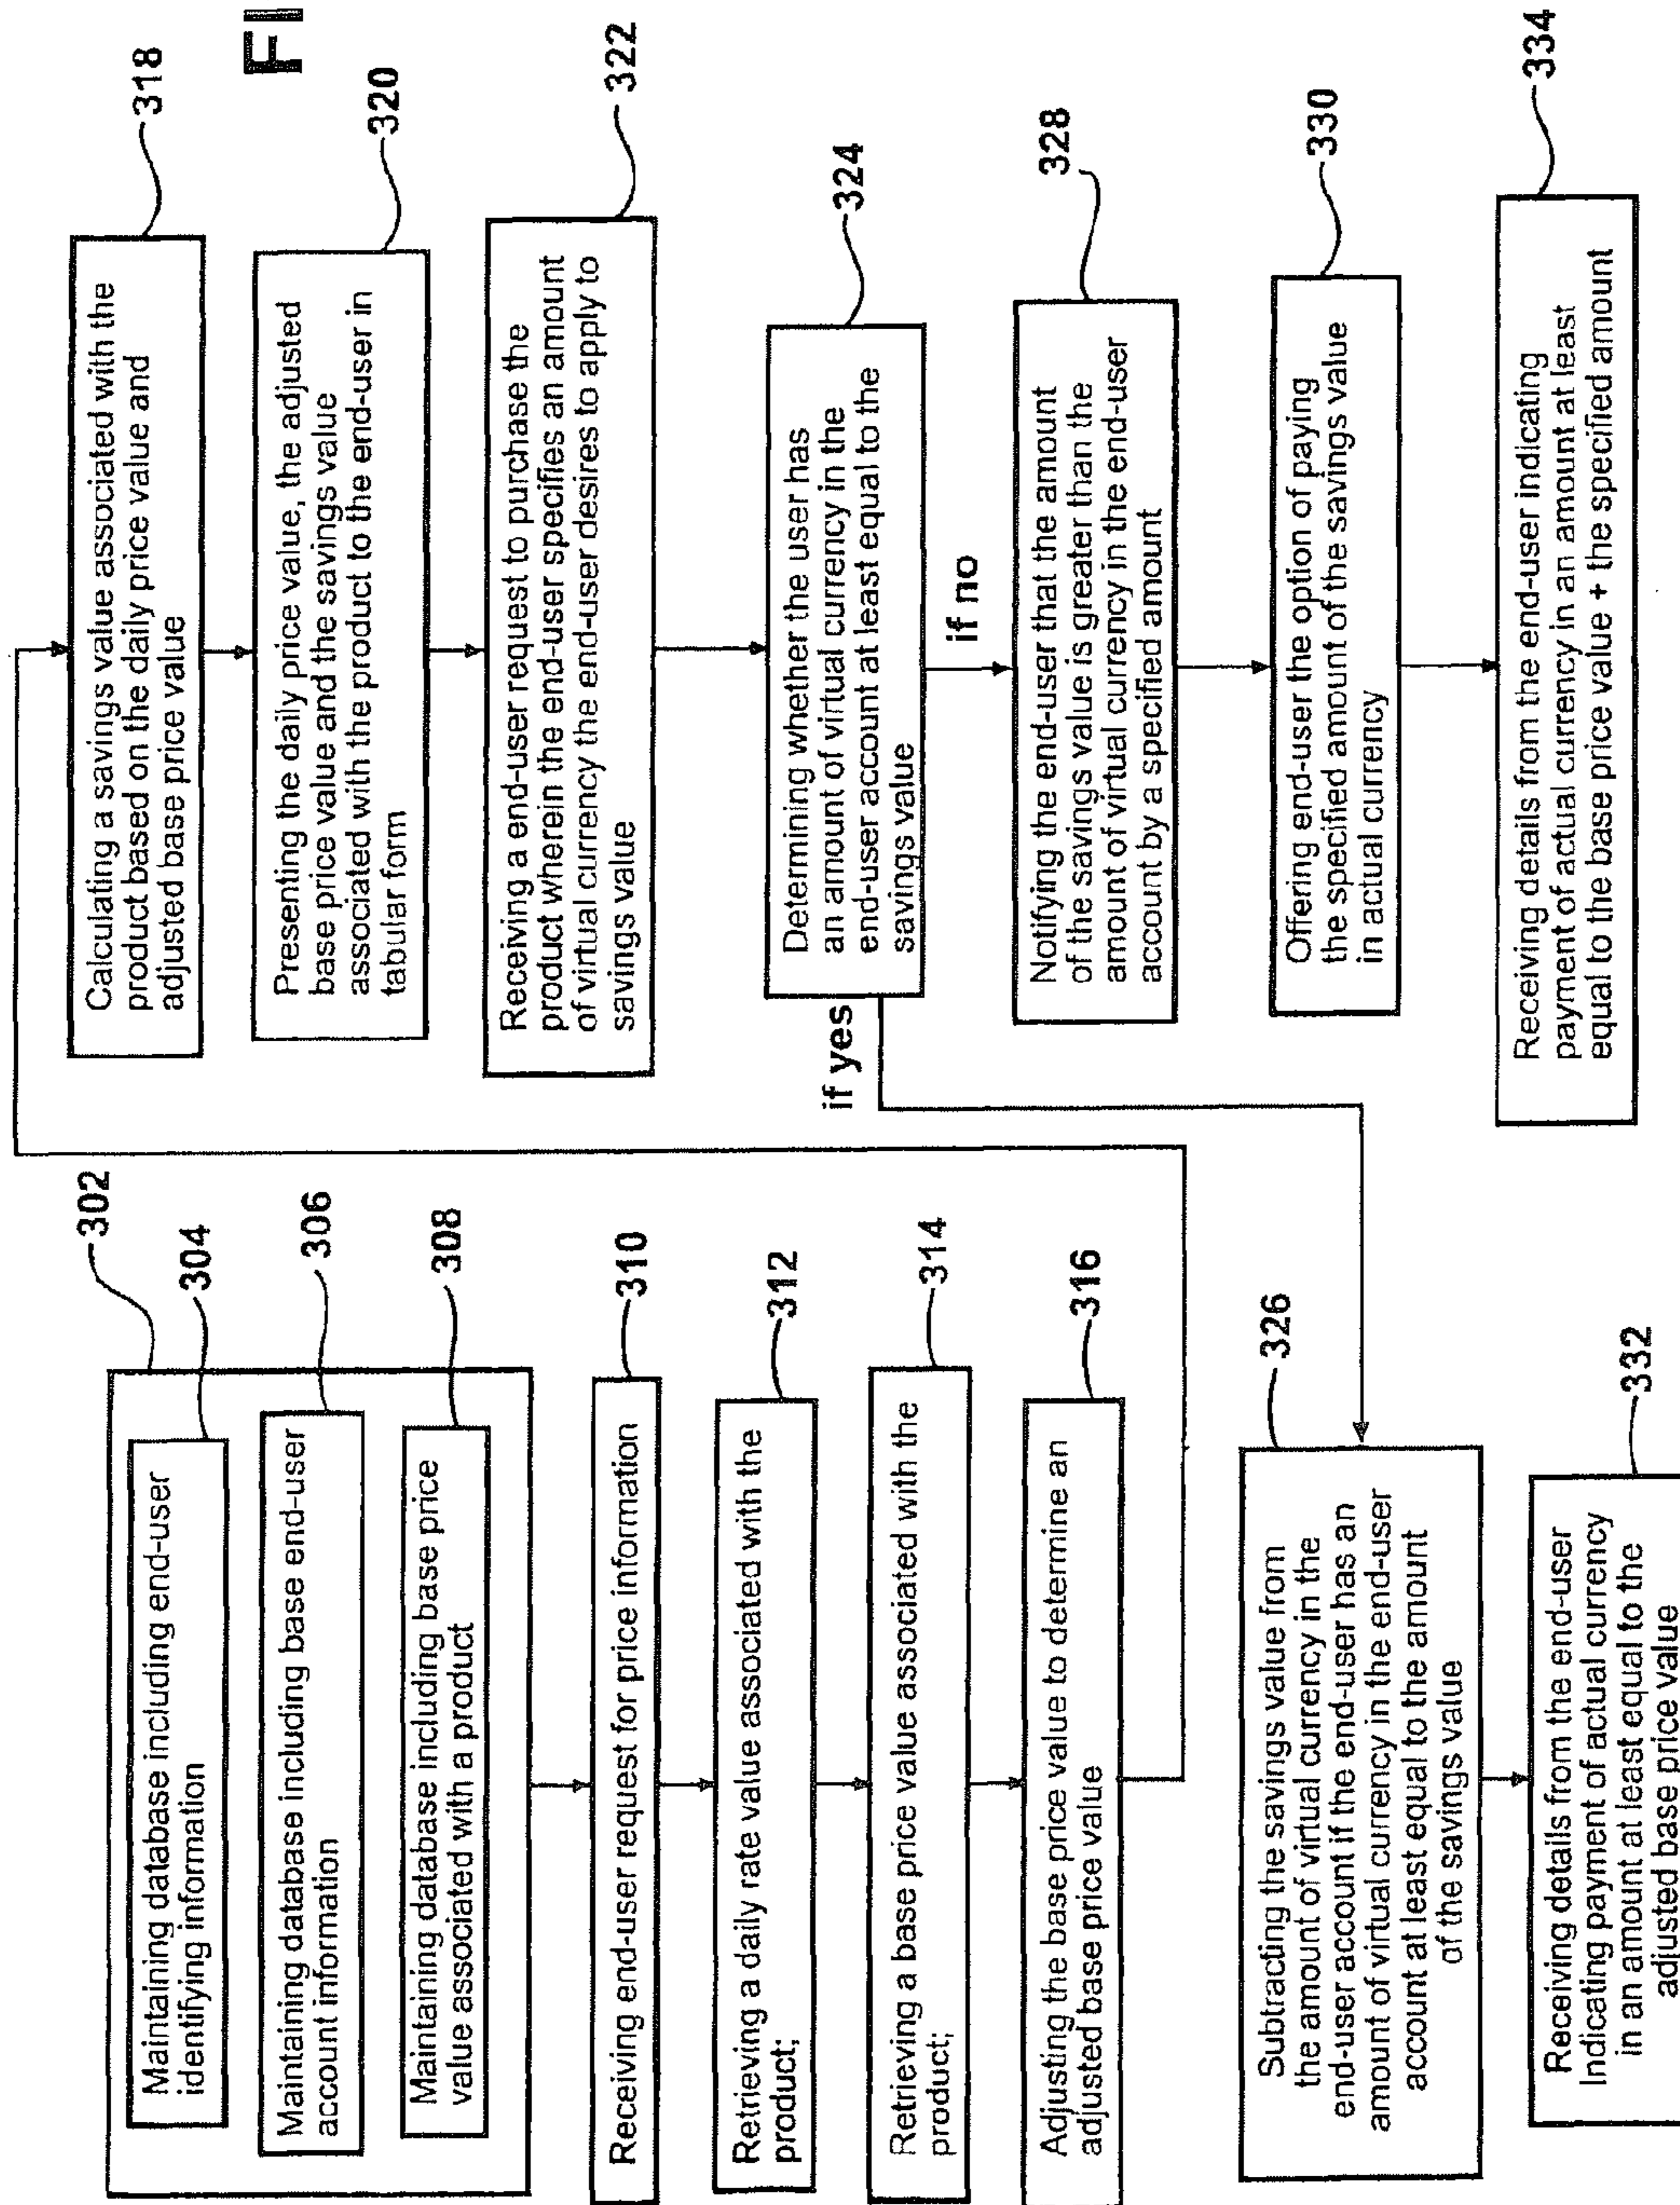 302
304
Maintaining database including end-user
identifying information
306
Maintaining database including base end-user
account information
308
Maintaining database including base price
value associated with a product
310
Receiving end-user request for price information
312
Retrieving a daily rate value associated with the
product;
314
Retrieving a base price value associated with the
product;
316
Adjusting the base price value to determine an
adjusted base price value
318
Calculating a savings value associated with the
product based on the daily price value and
adjusted base price value
320
Presenting the daily price value, the adjusted
base price value and the savings value
associated with the product to the end-user in
tabular form
322
Receiving a end-user request to purchase the
product wherein the end-user specifies an amount
of virtual currency the end-user desires to apply to
savings value
324
Determining whether the user has
an amount of virtual currency in the
end-user account at least equal to the
savings value
if yes
if no
326
Subtracting the savings value from
the amount of virtual currency in the
end-user account if the end-user has an
amount of virtual currency in the end-user
account at least equal to the amount
of the savings value
328
Notifying the end-user that the amount
of the savings value is greater than the
amount of virtual currency in the end-user
account by a specified amount
330
Offering end-user the option of paying
the specified amount of the savings value
in actual currency
332
Receiving details from the end-user
Indicating payment of actual currency
in an amount at least equal to the
adjusted base price value
334
Receiving details from the end-user indicating
payment of actual currency in an amount at least
equal to the base price value + the specified amount
FI